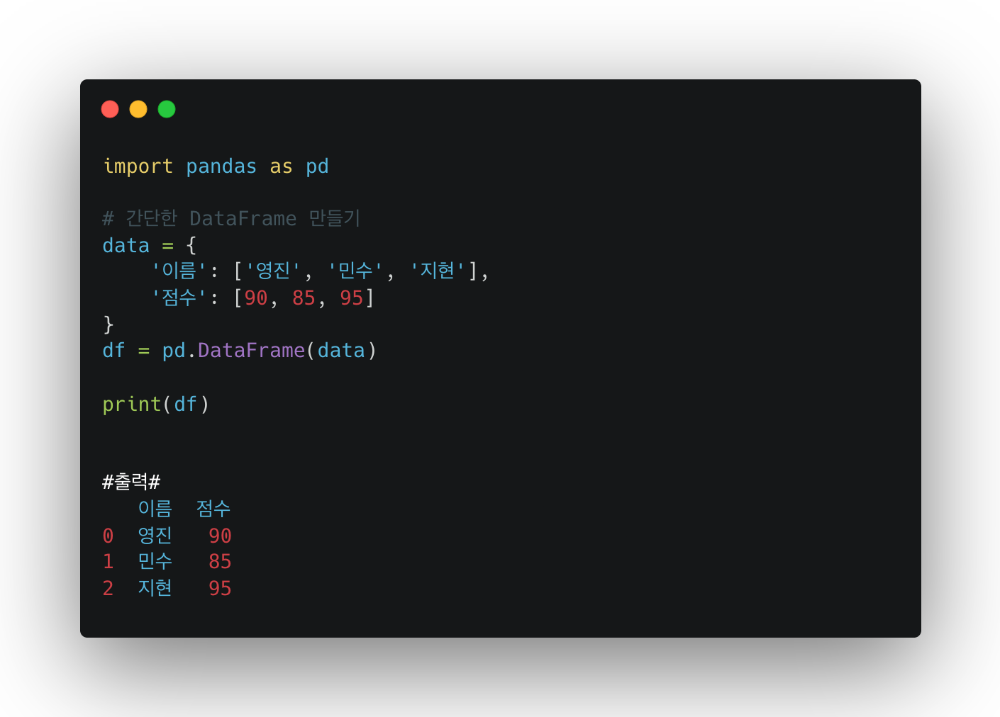 import pandas as pd
# 간단한 DataFrame 만들기
data = {
    '이름': ['영진', '민수', '지현'],
    '점수': [90, 85, 95]
}
df = pd.DataFrame(data)
print(df)
#출력#
   이름  점수
0  영진   90
1  민수   85
2  지현   95